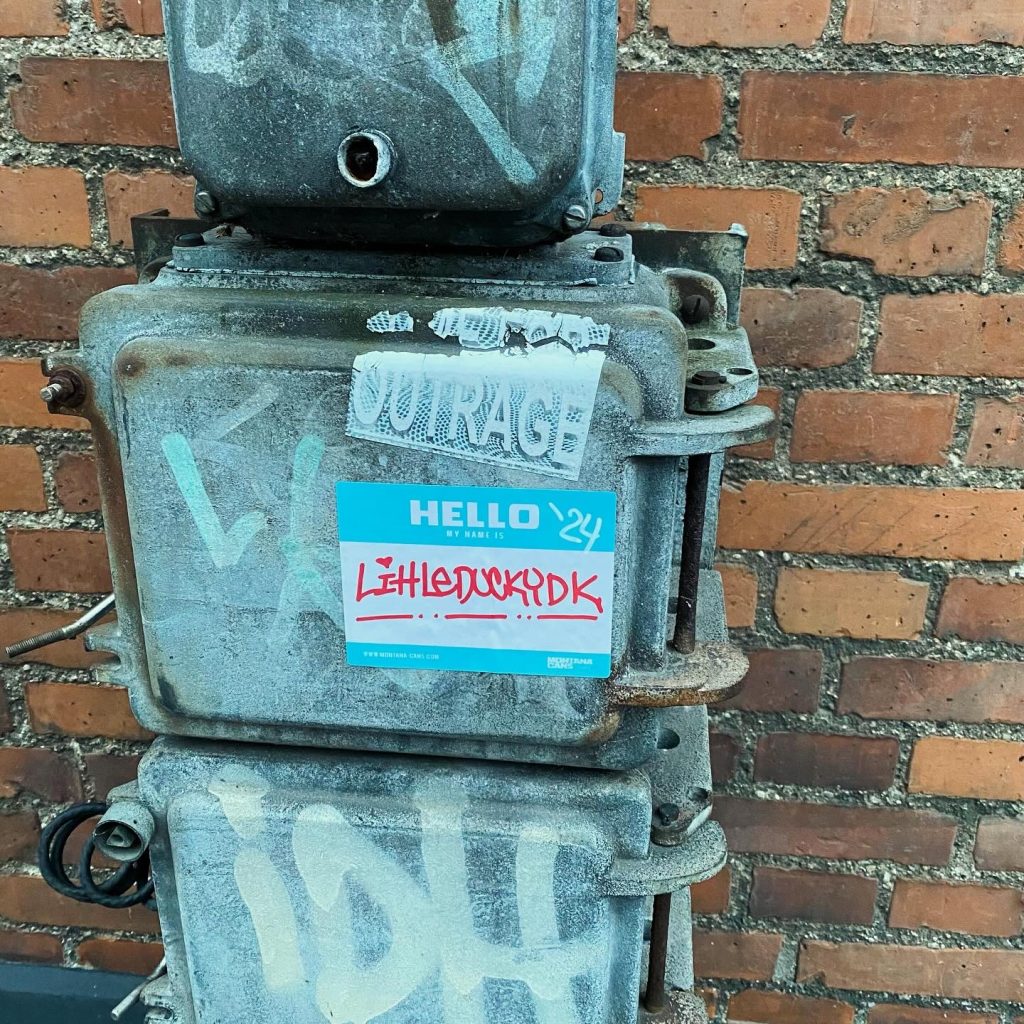 OUTRAGE
HELLO '24
MY NAME IS
LittleDUCKYDK
WWW.MONTANA-CANS.COM
MONTANA
CANS